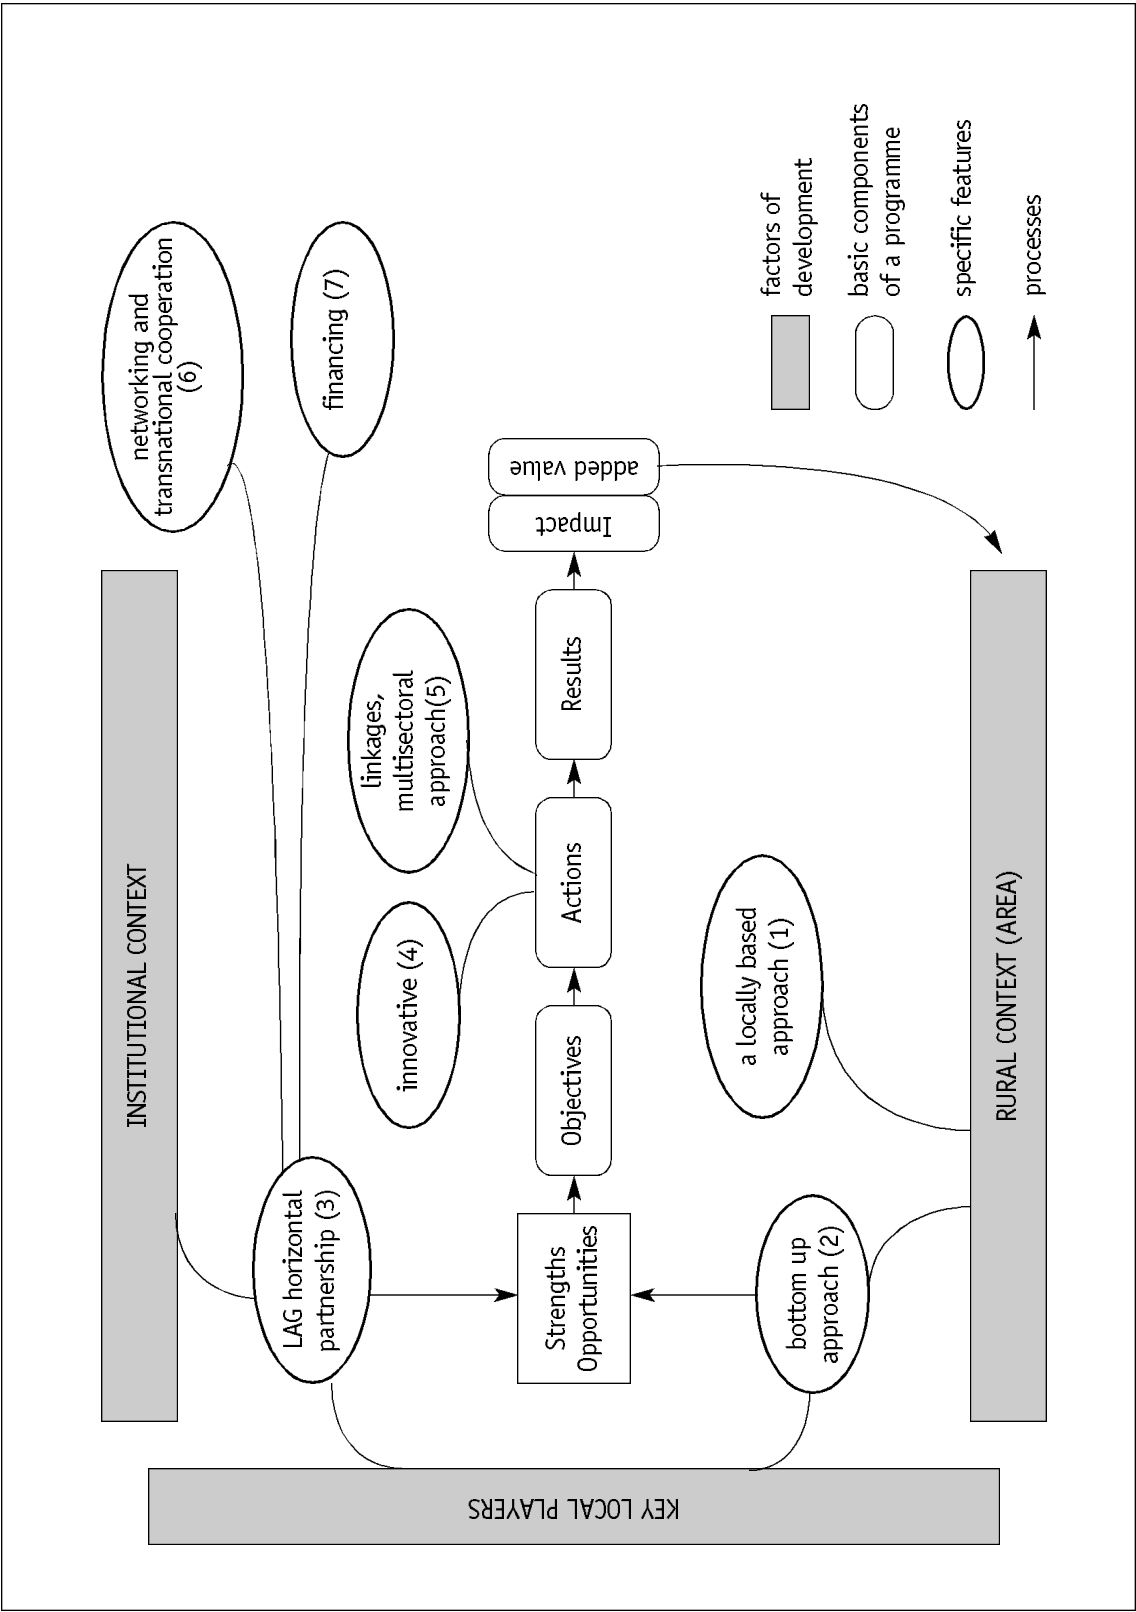 INSTITUTIONAL CONTEXT
networking and
transnational cooperation
(6)
financing (7)
LAG horizontal
partnership (3)
linkages,
multisectoral
approach(5)
innovative (4)
KEY LOCAL PLAYERS
Strengths
Opportunities
Objectives
Actions
Results
Impact
added value
a locally based
approach (1)
bottom up
approach (2)
RURAL CONTEXT (AREA)
factors of
development
basic components
of a programme
specific features
processes